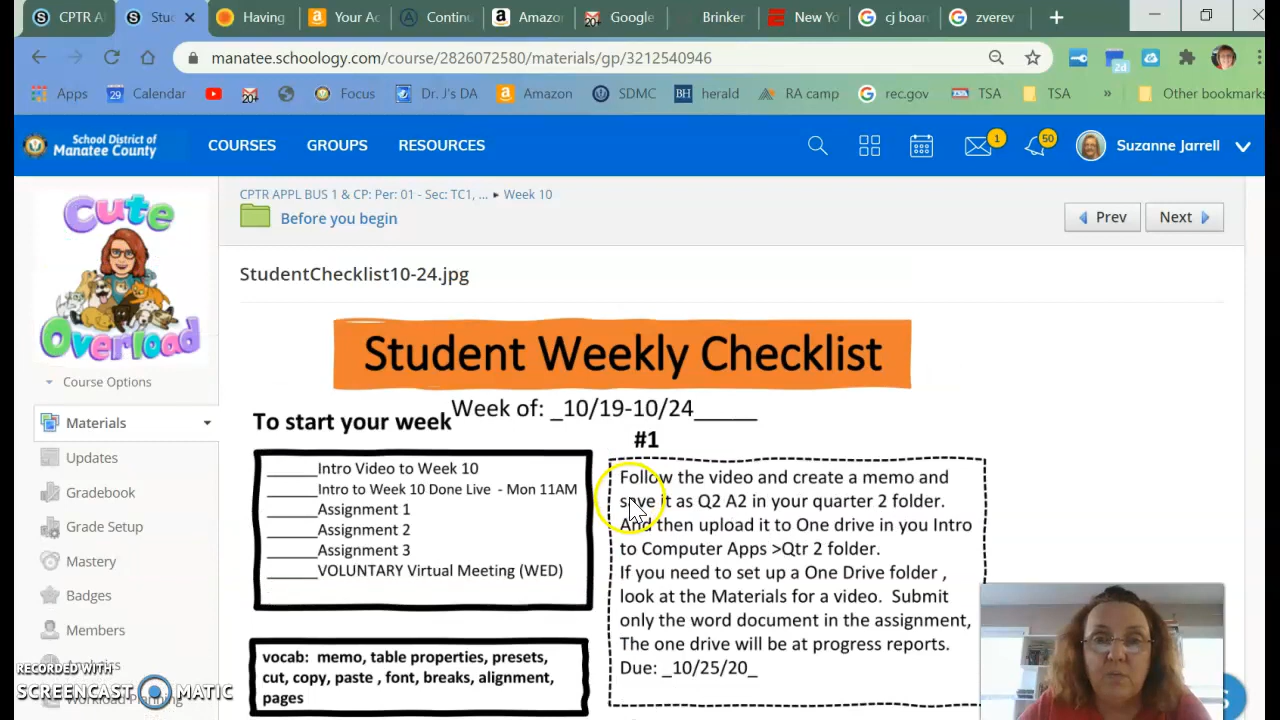 CPTR Al
Stuc
Having
Your Ac
Contin
Amazo
Google
Brinker
New Yo
cj boar
zverev
manatee.schoology.com/course/2826072580/materials/gp/3212540946
2d
Apps
Calendar
Focus
Dr. J's DA
Amazon
SDMC
herald
RA camp
rec.gov
TSA
TSA
Other bookmarks
School District of
Manatee County
COURSES
GROUPS
RESOURCES
1
50
Suzanne Jarrell
Cute
Overload
CPTR APPL BUS 1 & CP: Per: 01 - Sec: TC1, ... ▸ Week 10
Before you begin
Prev
Next
StudentChecklist10-24.jpg
Course Options
Materials
Updates
Gradebook
Grade Setup
Mastery
Badges
Members
Student Weekly Checklist
Week of: _10/19-10/24_____
To start your week
______Intro Video to Week 10
______Intro to Week 10 Done Live - Mon 11AM
______Assignment 1
______Assignment 2
______Assignment 3
______VOLUNTARY Virtual Meeting (WED)
vocab: memo, table properties, presets,
cut, copy, paste , font, breaks, alignment,
pages
#1
Follow the video and create a memo and
save it as Q2 A2 in your quarter 2 folder.
And then upload it to One drive in you Intro
to Computer Apps >Qtr 2 folder.
If you need to set up a One Drive folder ,
look at the Materials for a video. Submit
only the word document in the assignment,
The one drive will be at progress reports.
Due: _10/25/20_
RECORDED WITH
SCREENCAST MATIC